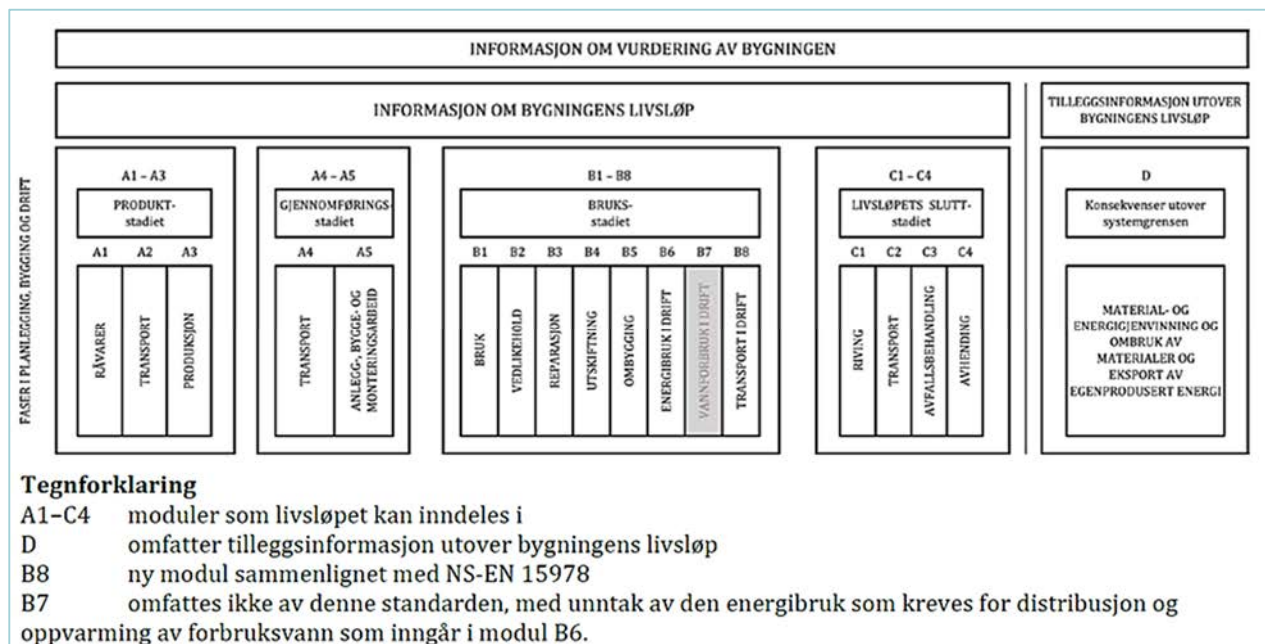 INFORMASJON OM VURDERING AV BYGNINGEN
INFORMASJON OM BYGNINGENS LIVSLØP
TILLEGGSINFORMASJON UTOVER
BYGNINGENS LIVSLØP
FASER I PLANLEGGING, BYGGING OG DRIFT
A1 – A3
PRODUKT-
stadiet
A1 A2 A3
RÅVARER
TRANSPORT
PRODUKSJON
A4 – A5
GJENNOMFØRINGS-
stadiet
A4 A5
TRANSPORT
ANLEGG-, BYGGE- OG
MONTERINGSARBEID
B1 – B8
BRUKS-
stadiet
B1 B2 B3 B4 B5 B6 B7 B8
BRUK
VEDLIKEHOLD
REPARASJON
UTSKIFTNING
OMBYGGING
ENERGIBRUK I DRIFT
VANNFORBRUK I DRIFT
TRANSPORT I DRIFT
C1 – C4
LIVSLØPETS SLUTT-
stadiet
C1 C2 C3 C4
RIVING
TRANSPORT
AVFALLSBEHANDLING
AVHENDING
D
Konsekvenser utover
systemgrensen
MATERIAL- OG
ENERGIGJENVINNING OG
OMBRUK AV
MATERIALER OG
EKSPORT AV
EGENPRODUSERT ENERGI
Tegnforklaring
A1–C4 moduler som livsløpet kan inndeles i
D omfatter tilleggsinformasjon utover bygningens livsløp
B8 ny modul sammenlignet med NS-EN 15978
B7 omfattes ikke av denne standarden, med unntak av den energibruk som kreves for distribusjon og
oppvarming av forbruksvann som inngår i modul B6.